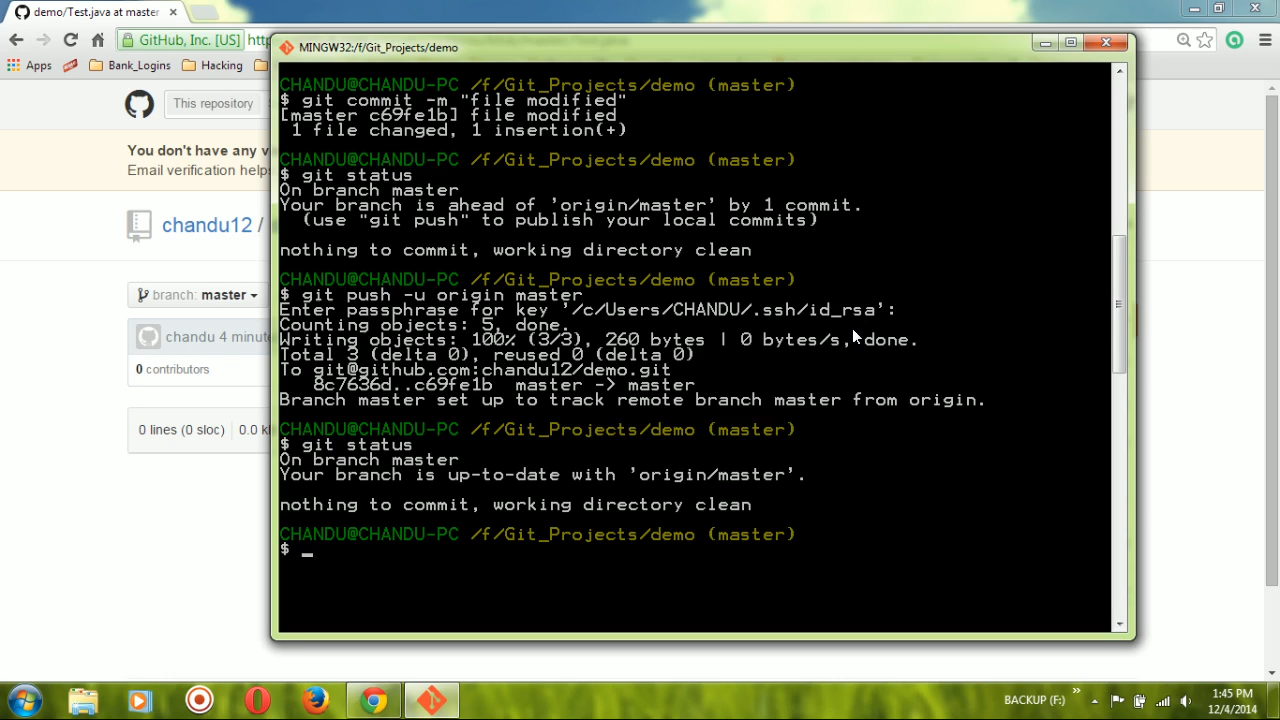 demo/Test.java at master
GitHub, Inc. [US]
Apps
Bank_Logins
Hacking
This repository
You don't have any v
Email verification helps
chandu12 /
branch: master
chandu 4 minute
0 contributors
0 lines (0 sloc)
0.0 k
MINGW32:/f/Git_Projects/demo
CHANDU@CHANDU-PC /f/Git_Projects/demo (master)
$ git commit -m "file modified"
[master c69fe1b] file modified
1 file changed, 1 insertion(+)
CHANDU@CHANDU-PC /f/Git_Projects/demo (master)
$ git status
On branch master
Your branch is ahead of 'origin/master' by 1 commit.
(use "git push" to publish your local commits)
nothing to commit, working directory clean
CHANDU@CHANDU-PC /f/Git_Projects/demo (master)
$ git push -u origin master
Enter passphrase for key '/c/Users/CHANDU/.ssh/id_rsa':
Counting objects: 5, done.
Writing objects: 100% (3/3), 260 bytes | 0 bytes/s, done.
Total 3 (delta 0), reused 0 (delta 0)
To git@github.com:chandu12/demo.git
8c7636d..c69fe1b master -> master
Branch master set up to track remote branch master from origin.
CHANDU@CHANDU-PC /f/Git_Projects/demo (master)
$ git status
On branch master
Your branch is up-to-date with 'origin/master'.
nothing to commit, working directory clean
CHANDU@CHANDU-PC /f/Git_Projects/demo (master)
$ _
BACKUP (F:)
1:45 PM
12/4/2014